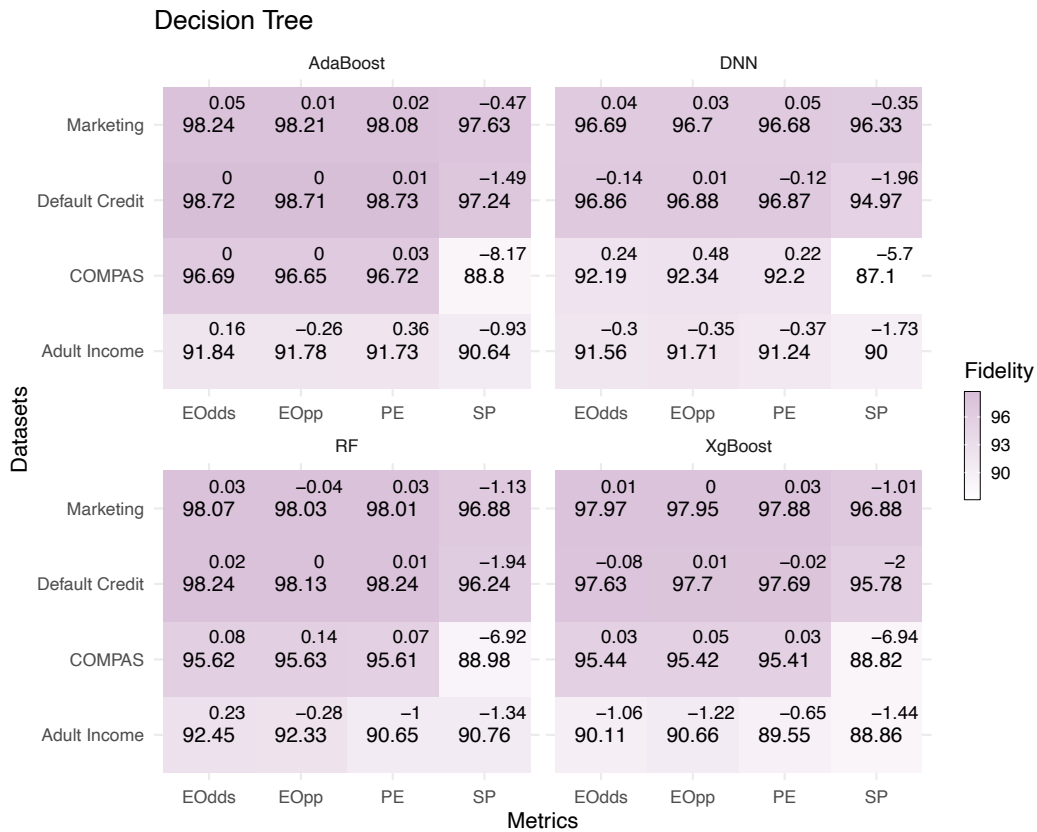 Decision Tree
AdaBoost DNN
0.05 0.01 0.02 −0.47 0.04 0.03 0.05 −0.35
Marketing 98.24 98.21 98.08 97.63 96.69 96.7 96.68 96.33
0 0 0.01 −1.49 −0.14 0.01 −0.12 −1.96
Default Credit 98.72 98.71 98.73 97.24 96.86 96.88 96.87 94.97
0 0 0.03 −8.17 0.24 0.48 0.22 −5.7
COMPAS 96.69 96.65 96.72 88.8 92.19 92.34 92.2 87.1
0.16 −0.26 0.36 −0.93 −0.3 −0.35 −0.37 −1.73
Adult Income 91.84 91.78 91.73 90.64 91.56 91.71 91.24 90
EOdds EOpp PE SP EOdds EOpp PE SP
RF XgBoost
0.03 −0.04 0.03 −1.13 0.01 0 0.03 −1.01
Marketing 98.07 98.03 98.01 96.88 97.97 97.95 97.88 96.88
0.02 0 0.01 −1.94 −0.08 0.01 −0.02 −2
Default Credit 98.24 98.13 98.24 96.24 97.63 97.7 97.69 95.78
0.08 0.14 0.07 −6.92 0.03 0.05 0.03 −6.94
COMPAS 95.62 95.63 95.61 88.98 95.44 95.42 95.41 88.82
0.23 −0.28 −1 −1.34 −1.06 −1.22 −0.65 −1.44
Adult Income 92.45 92.33 90.65 90.76 90.11 90.66 89.55 88.86
EOdds EOpp PE SP EOdds EOpp PE SP
Metrics
Datasets
Fidelity
96
93
90